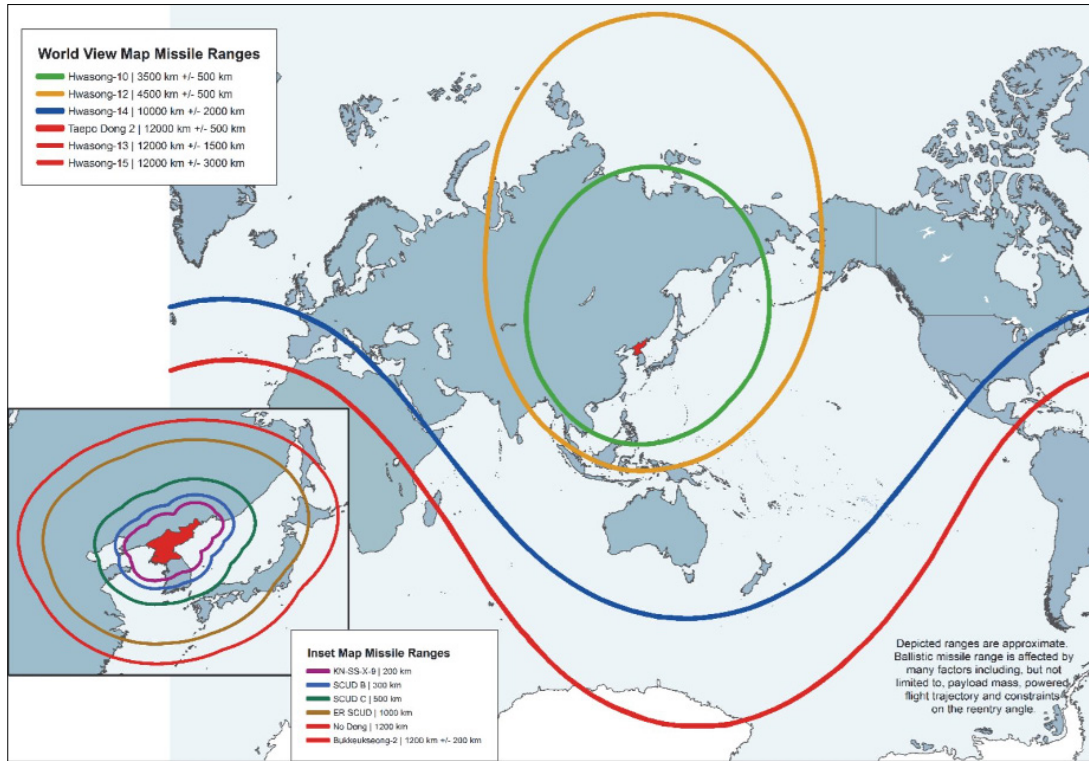 World View Map Missile Ranges
Hwasong-10 | 3500 km +/- 500 km
Hwasong-12 | 4500 km +/- 500 km
Hwasong-14 | 10000 km +/- 2000 km
Taepo Dong 2 | 12000 km +/- 500 km
Hwasong-13 | 12000 km +/- 1500 km
Hwasong-15 | 12000 km +/- 3000 km
Inset Map Missile Ranges
KN-SS-X-9 | 200 km
SCUD B | 300 km
SCUD C | 500 km
ER SCUD | 1000 km
No Dong | 1200 km
Bukkeukseong-2 | 1200 km +/- 200 km
Depicted ranges are approximate.
Ballistic missile range is affected by
many factors including, but not
limited to, payload mass, powered
flight trajectory and constraints
on the reentry angle.